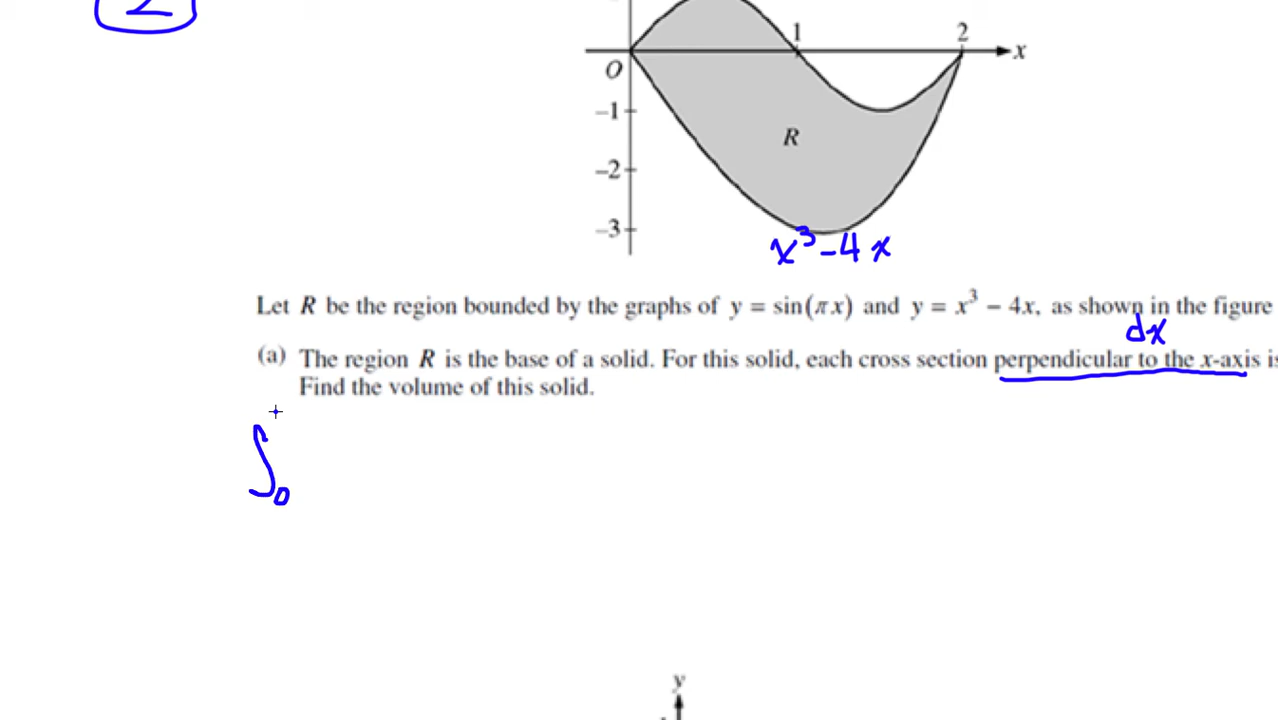 2
1 2
x
O
-1
R
-2
-3
x³-4x
Let R be the region bounded by the graphs of y = sin(πx) and y = x³ − 4x, as shown in the figure
dx
(a) The region R is the base of a solid. For this solid, each cross section perpendicular to the x-axis is
Find the volume of this solid.
∫₀
y